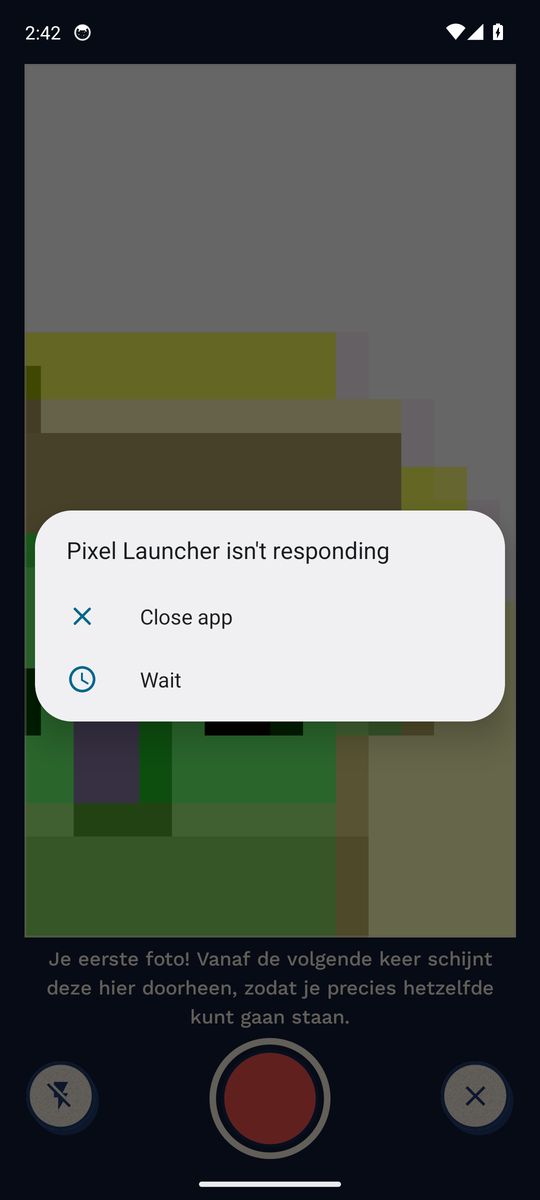 2:42
Pixel Launcher isn't responding
Close app
Wait
Je eerste foto! Vanaf de volgende keer schijnt
deze hier doorheen, zodat je precies hetzelfde
kunt gaan staan.